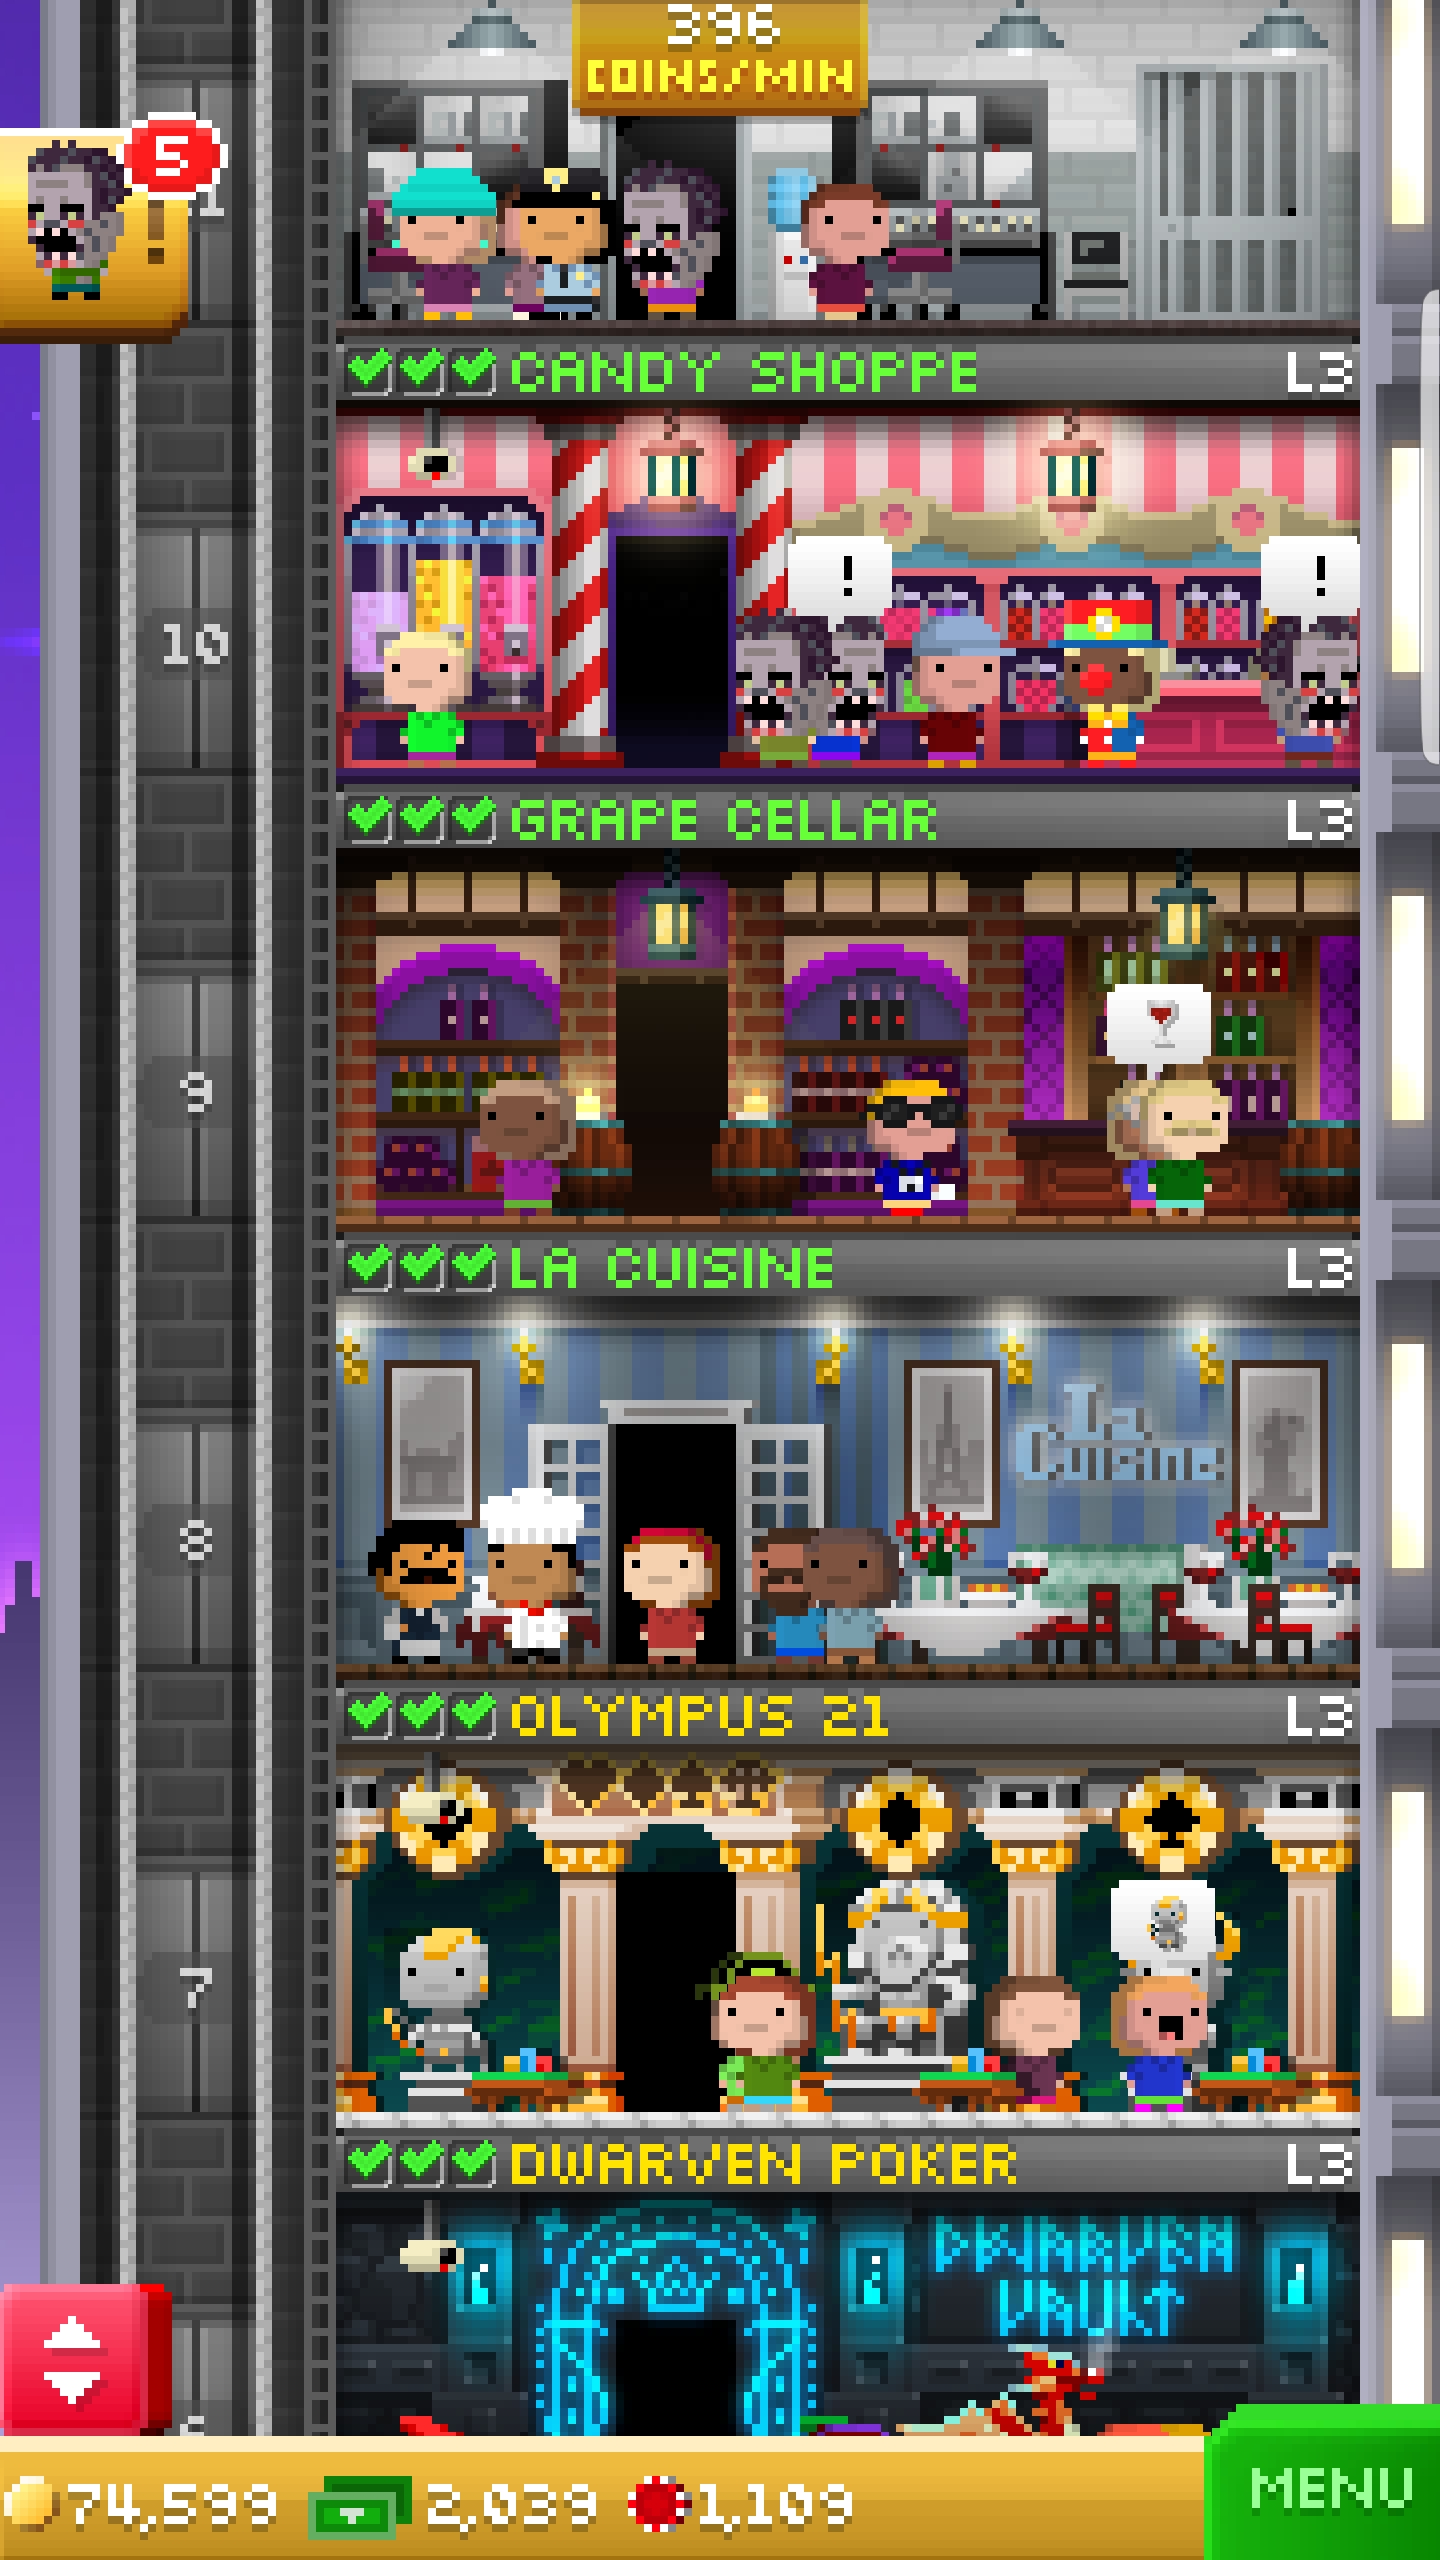 396
COINS/MIN
5
!
11
CANDY SHOPPE L3
!
!
10
GRAPE CELLAR L3
9
LA CUISINE L3
La
Cuisine
8
OLYMPUS 21 L3
7
DWARVEN POKER L3
DWARVEN
VAULT
74,599 2,039 1,109
MENU